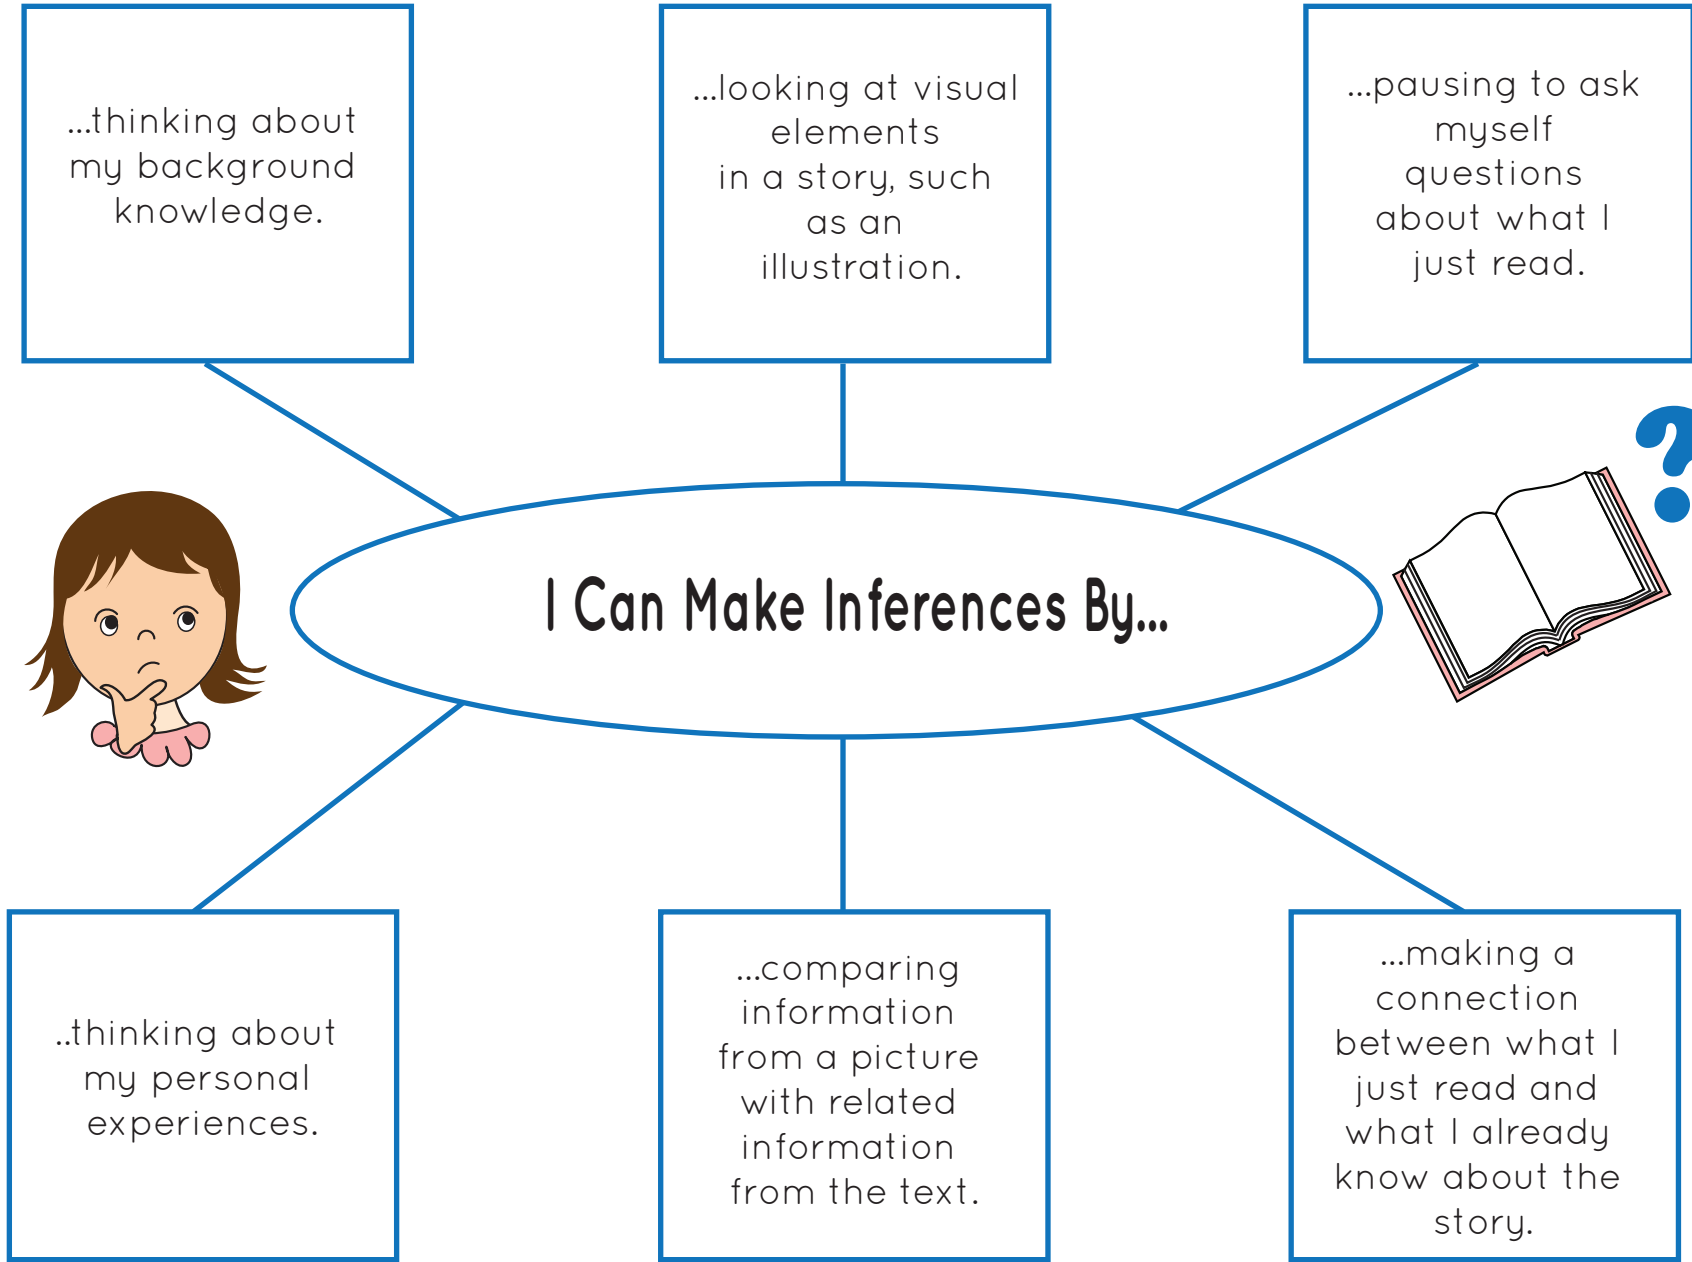 ...thinking about
my background
knowledge.
...looking at visual
elements
in a story, such
as an
illustration.
...pausing to ask
myself
questions
about what I
just read.
?
I Can Make Inferences By...
..thinking about
my personal
experiences.
...comparing
information
from a picture
with related
information
from the text.
...making a
connection
between what I
just read and
what I already
know about the
story.